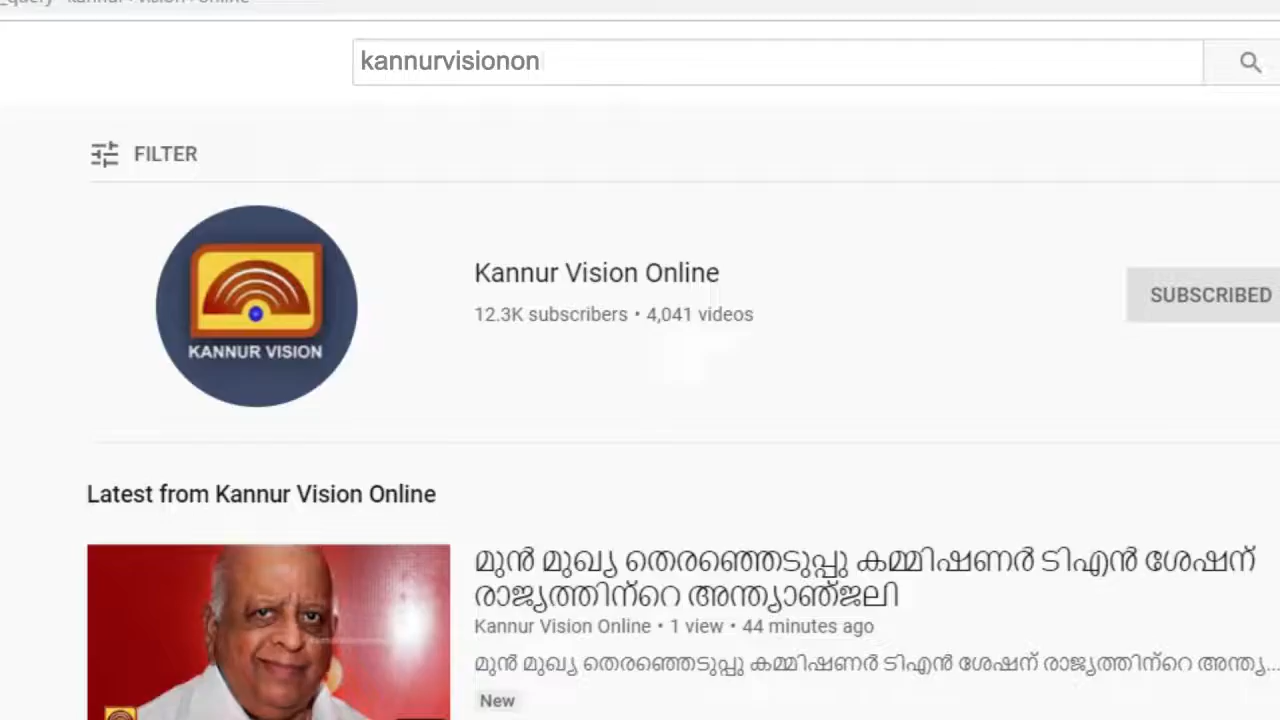 kannurvisionon
FILTER
KANNUR VISION
Kannur Vision Online
12.3K subscribers • 4,041 videos
SUBSCRIBED
Latest from Kannur Vision Online
മുൻ മുഖ്യ തെരഞ്ഞെടുപ്പു കമ്മിഷണർ ടിഎൻ ശേഷന്
രാജ്യത്തിന്റെ അന്ത്യാഞ്ജലി
Kannur Vision Online • 1 view • 44 minutes ago
മുൻ മുഖ്യ തെരഞ്ഞെടുപ്പു കമ്മിഷണർ ടിഎൻ ശേഷന് രാജ്യത്തിന്റെ അന്ത്യ...
New